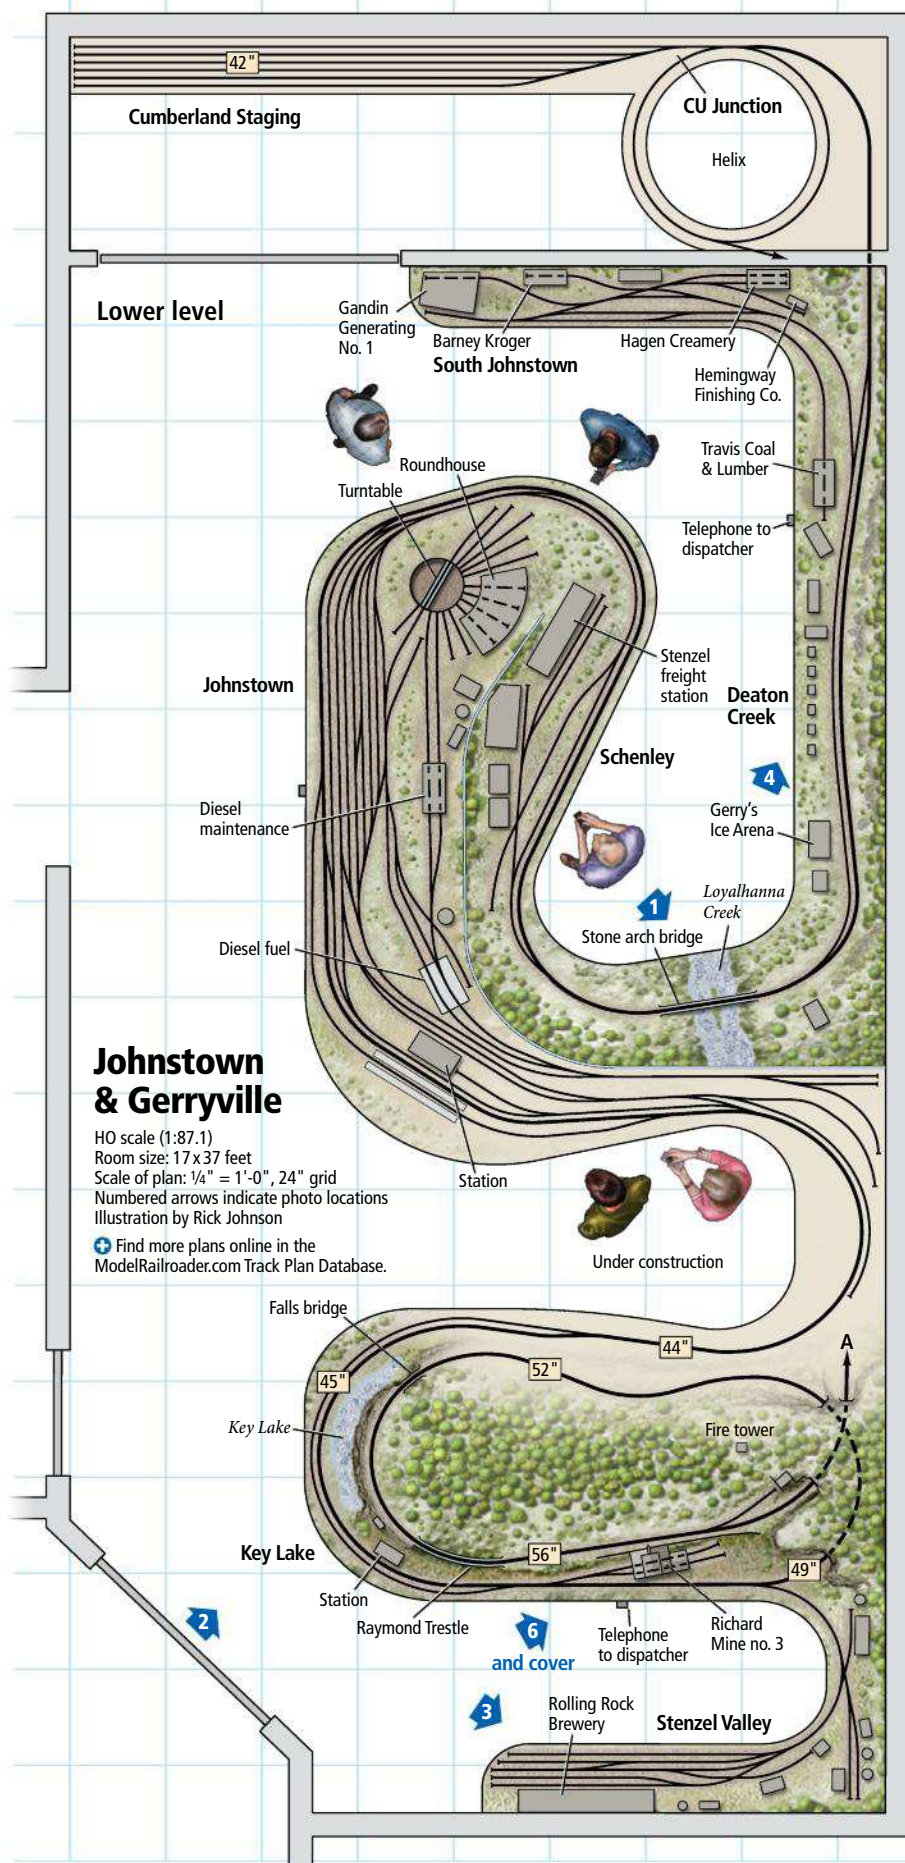 42"
CU Junction
Cumberland Staging
Helix
Lower level
Gandin
Generating
No. 1
Barney Kroger
Hagen Creamery
South Johnstown
Hemingway
Finishing Co.
Travis Coal
& Lumber
Roundhouse
Turntable
Telephone to
dispatcher
Stenzel
freight
station
Johnstown
Deaton
Creek
Schenley
4
Diesel
maintenance
Gerry's
Ice Arena
Loyalhanna
Creek
1
Stone arch bridge
Diesel fuel
Johnstown
& Gerryville
HO scale (1:87.1)
Room size: 17 x 37 feet
Scale of plan: 1/4" = 1'-0", 24" grid
Numbered arrows indicate photo locations
Illustration by Rick Johnson
Find more plans online in the
ModelRailroader.com Track Plan Database.
Station
Under construction
Falls bridge
44"
A
52"
45"
Key Lake
Fire tower
Key Lake
56"
49"
Station
Raymond Trestle
2
6
and cover
Telephone
to dispatcher
Richard
Mine no. 3
3
Rolling Rock
Brewery
Stenzel Valley